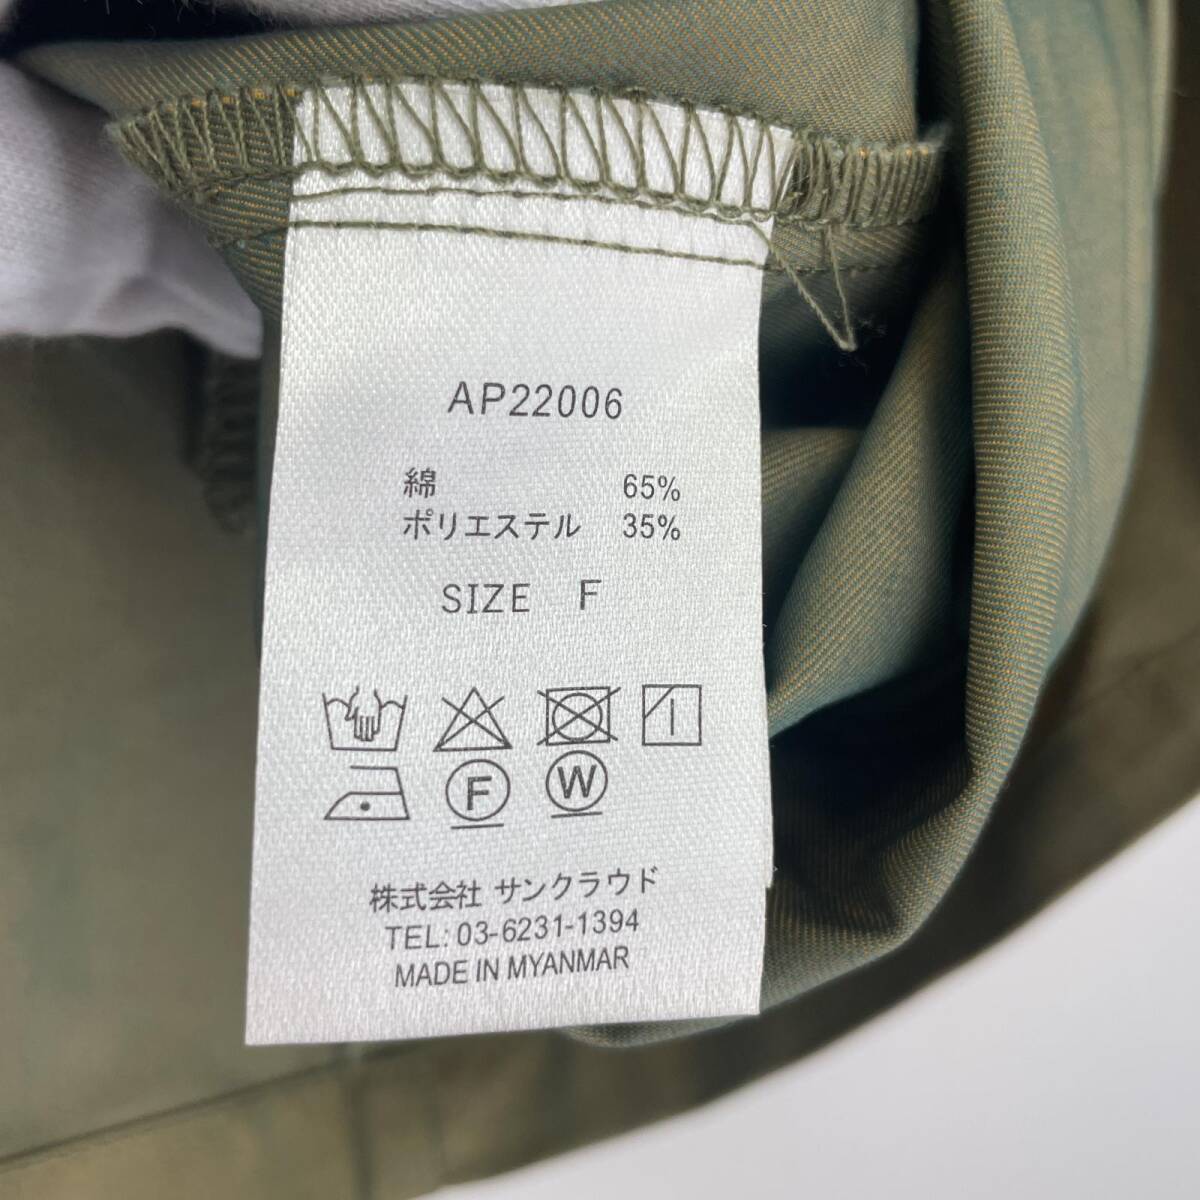 AP22006
綿 65%
ポリエステル 35%
SIZE F
F W
株式会社 サンクラウド
TEL: 03-6231-1394
MADE IN MYANMAR